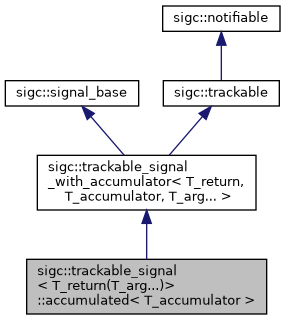 sigc::notifiable
sigc::signal_base
sigc::trackable
sigc::trackable_signal
_with_accumulator< T_return,
T_accumulator, T_arg... >
sigc::trackable_signal
< T_return(T_arg...)>
::accumulated< T_accumulator >